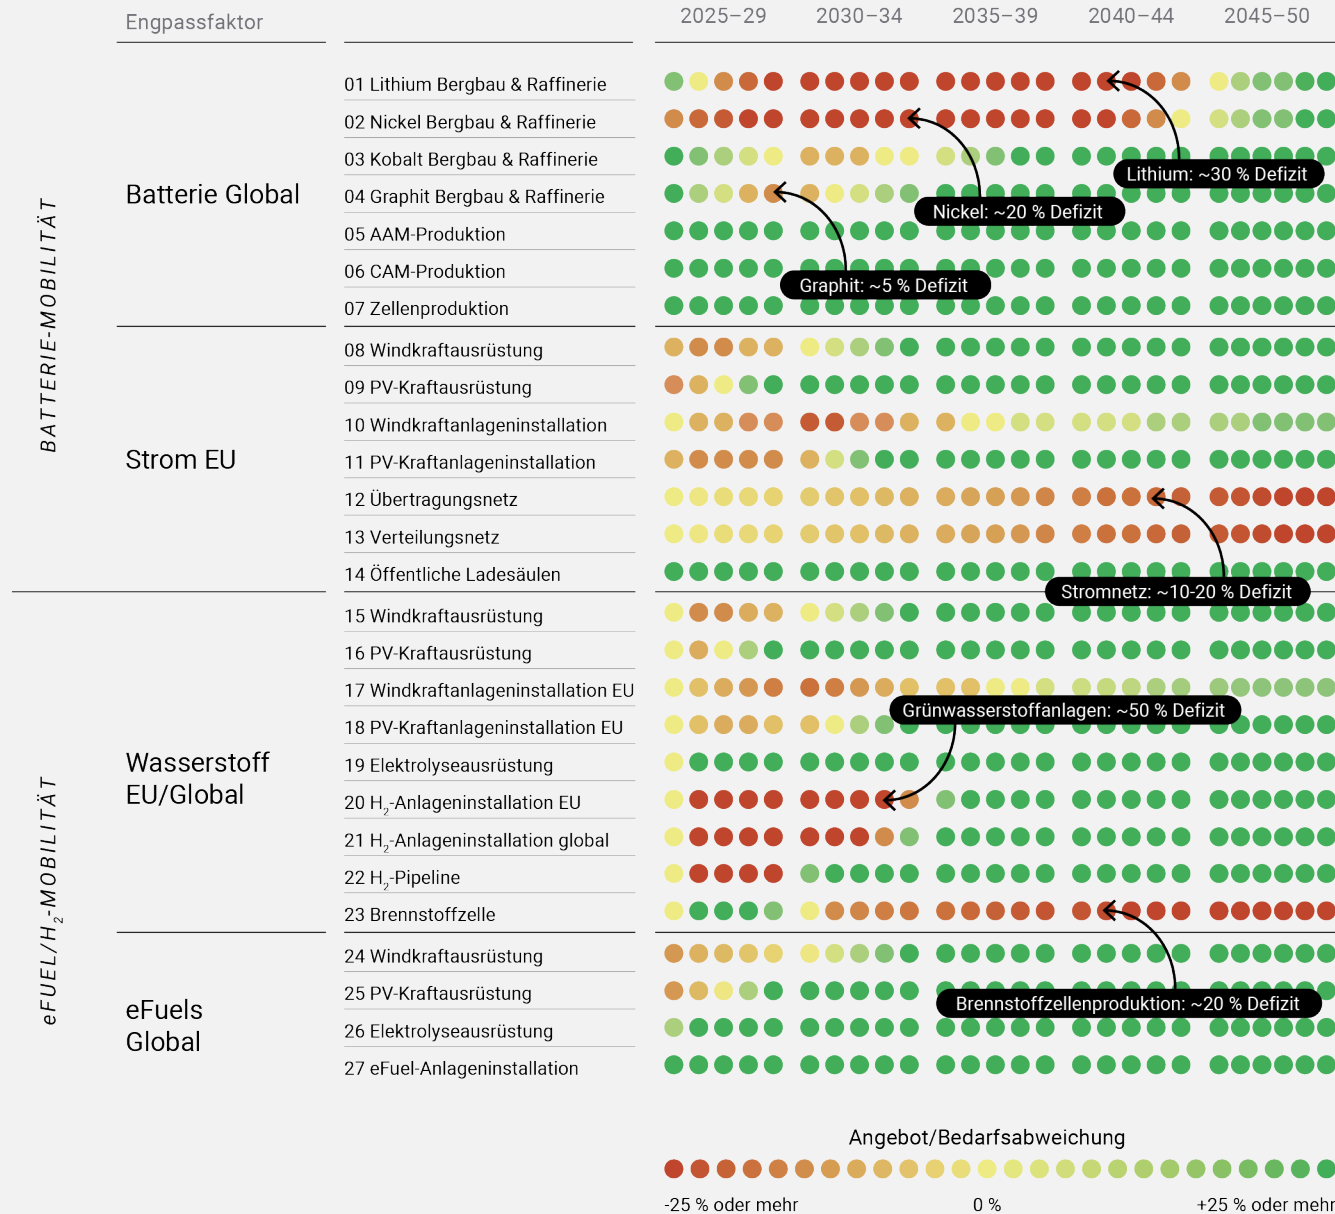 Engpassfaktor
2025–29
2030–34
2035–39
2040–44
2045–50
BATTERIE-MOBILITÄT
Batterie Global
01 Lithium Bergbau & Raffinerie
02 Nickel Bergbau & Raffinerie
03 Kobalt Bergbau & Raffinerie
04 Graphit Bergbau & Raffinerie
05 AAM-Produktion
06 CAM-Produktion
07 Zellenproduktion
Lithium: ~30 % Defizit
Nickel: ~20 % Defizit
Graphit: ~5 % Defizit
Strom EU
08 Windkraftausrüstung
09 PV-Kraftausrüstung
10 Windkraftanlageninstallation
11 PV-Kraftanlageninstallation
12 Übertragungsnetz
13 Verteilungsnetz
14 Öffentliche Ladesäulen
Stromnetz: ~10-20 % Defizit
eFUEL/H₂-MOBILITÄT
Wasserstoff
EU/Global
15 Windkraftausrüstung
16 PV-Kraftausrüstung
17 Windkraftanlageninstallation EU
18 PV-Kraftanlageninstallation EU
19 Elektrolyseausrüstung
20 H₂-Anlageninstallation EU
21 H₂-Anlageninstallation global
22 H₂-Pipeline
23 Brennstoffzelle
Grünwasserstoffanlagen: ~50 % Defizit
eFuels
Global
24 Windkraftausrüstung
25 PV-Kraftausrüstung
26 Elektrolyseausrüstung
27 eFuel-Anlageninstallation
Brennstoffzellenproduktion: ~20 % Defizit
Angebot/Bedarfsabweichung
-25 % oder mehr
0 %
+25 % oder mehr